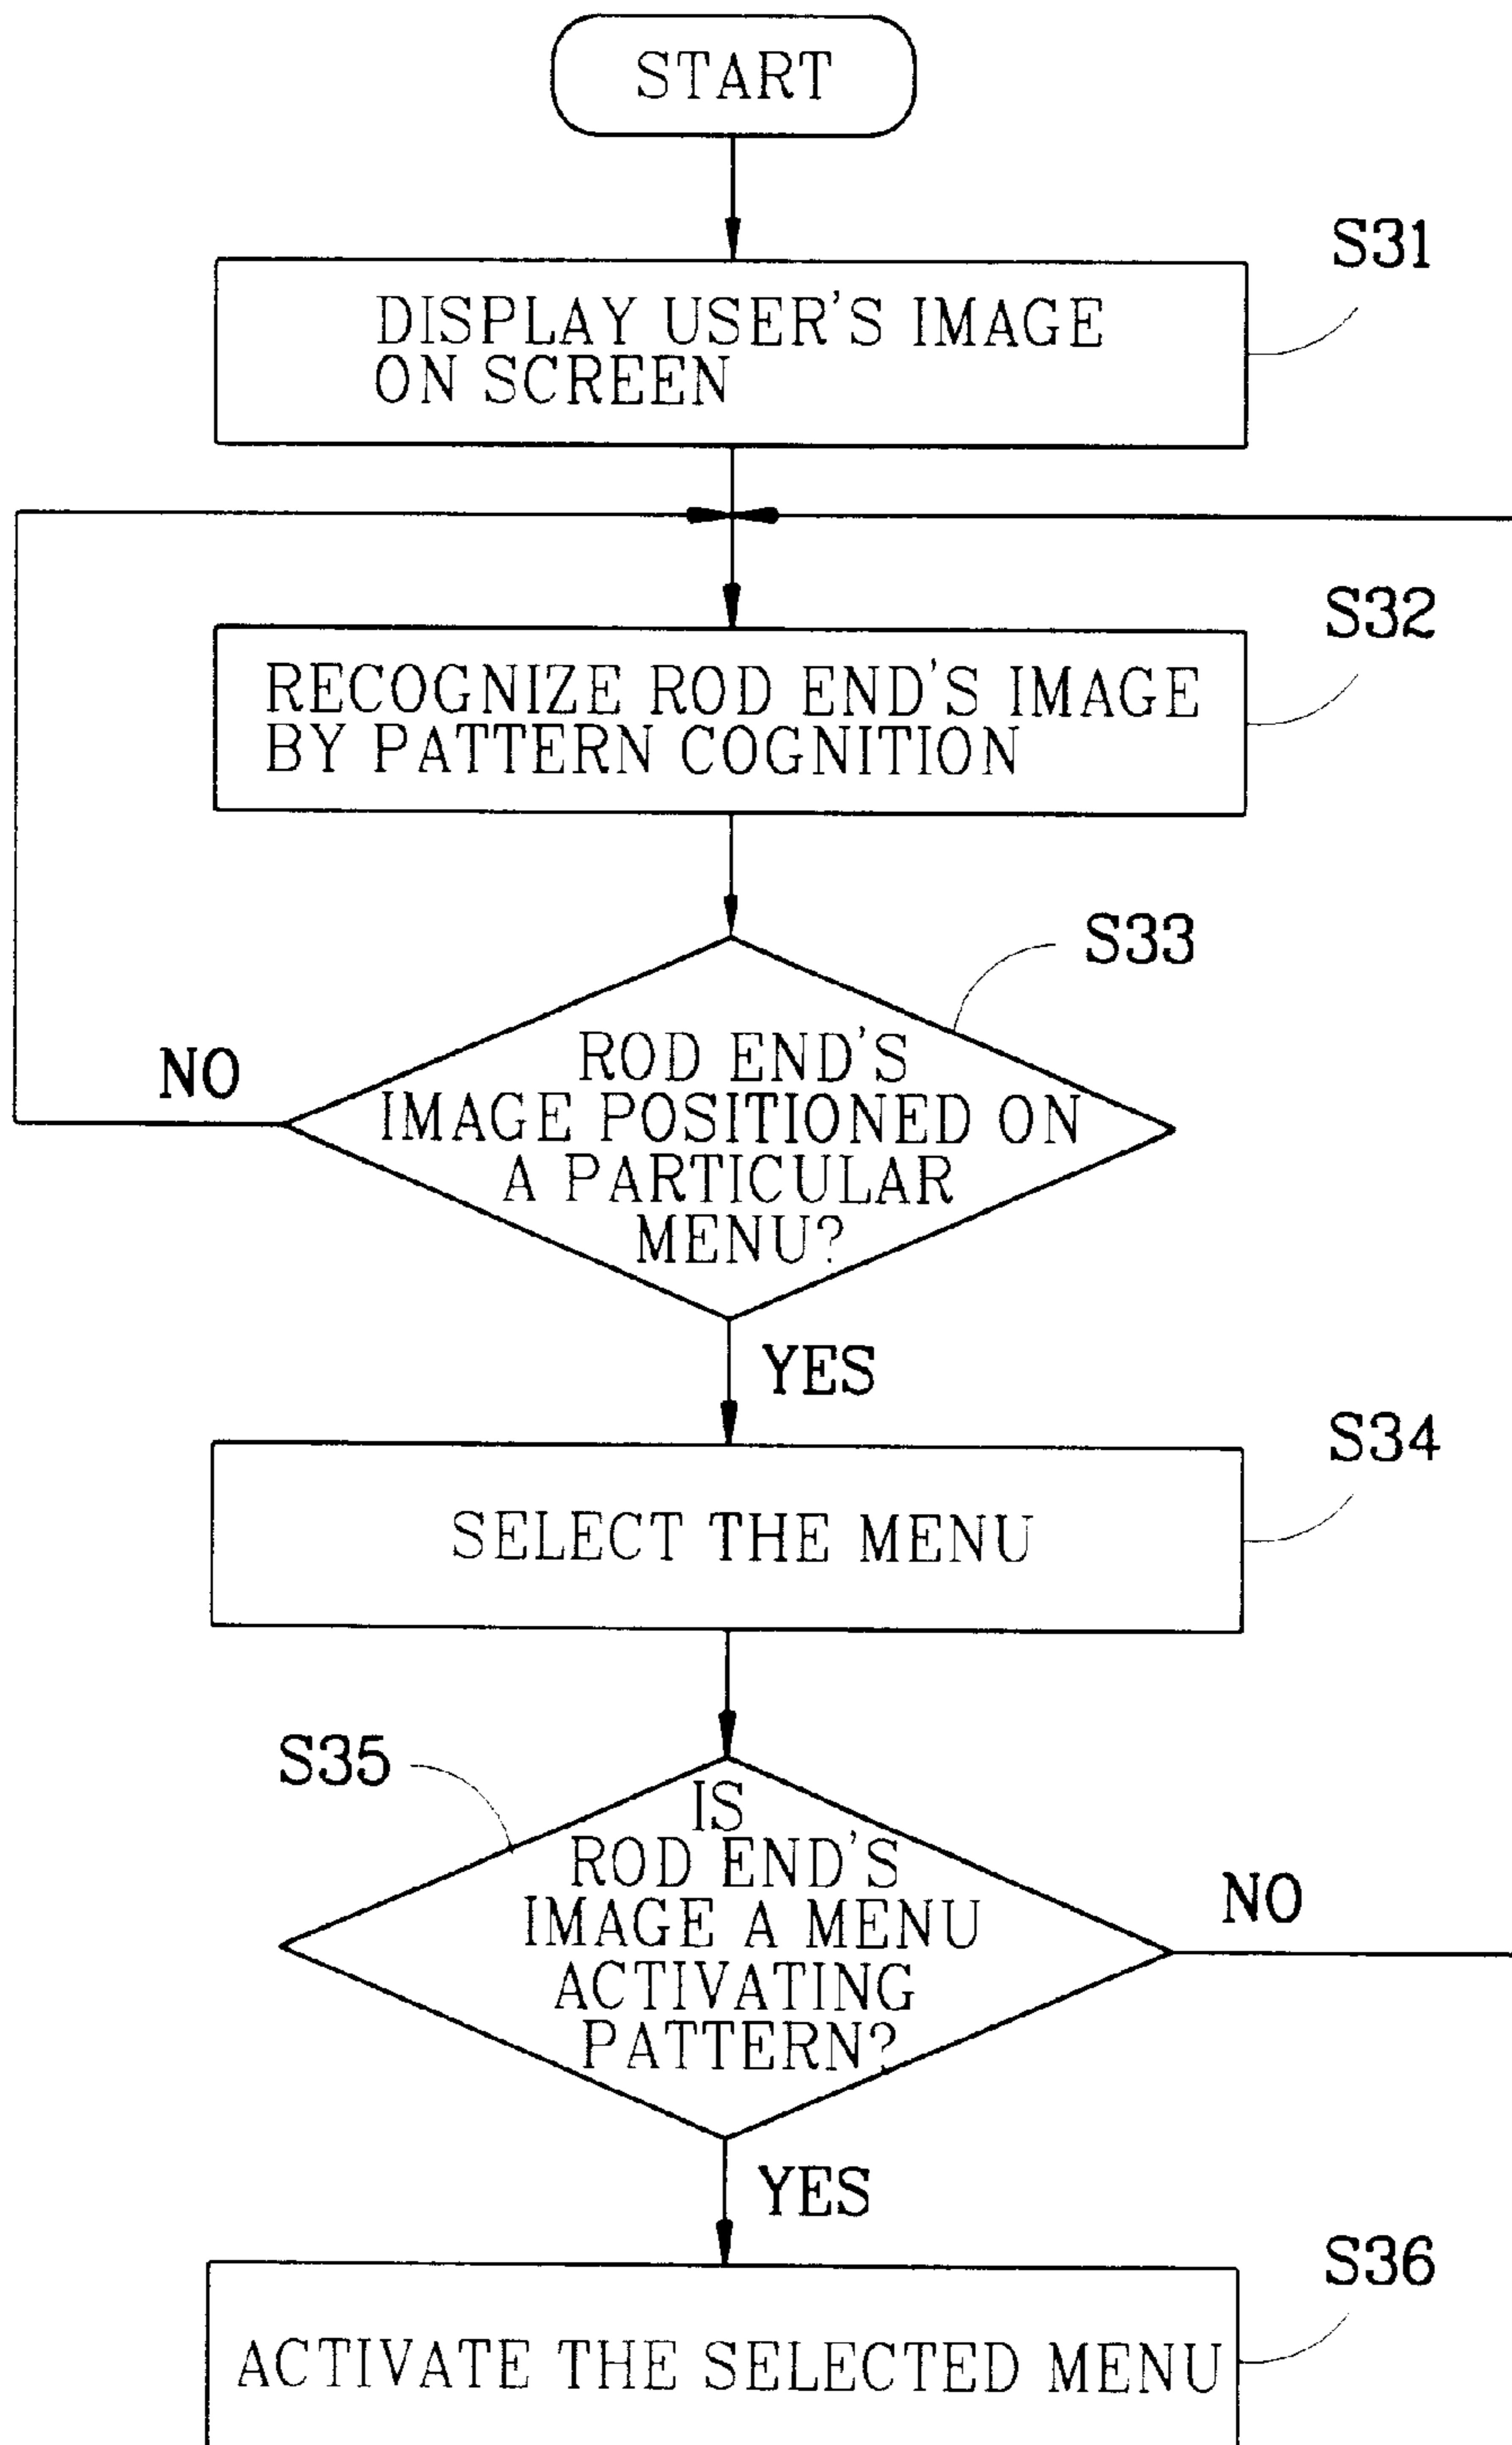 START
S31
DISPLAY USER'S IMAGE
ON SCREEN
S32
RECOGNIZE ROD END'S IMAGE
BY PATTERN COGNITION
S33
ROD END'S
IMAGE POSITIONED ON
A PARTICULAR
MENU?
NO
YES
S34
SELECT THE MENU
S35
IS
ROD END'S
IMAGE A MENU
ACTIVATING
PATTERN?
NO
YES
S36
ACTIVATE THE SELECTED MENU